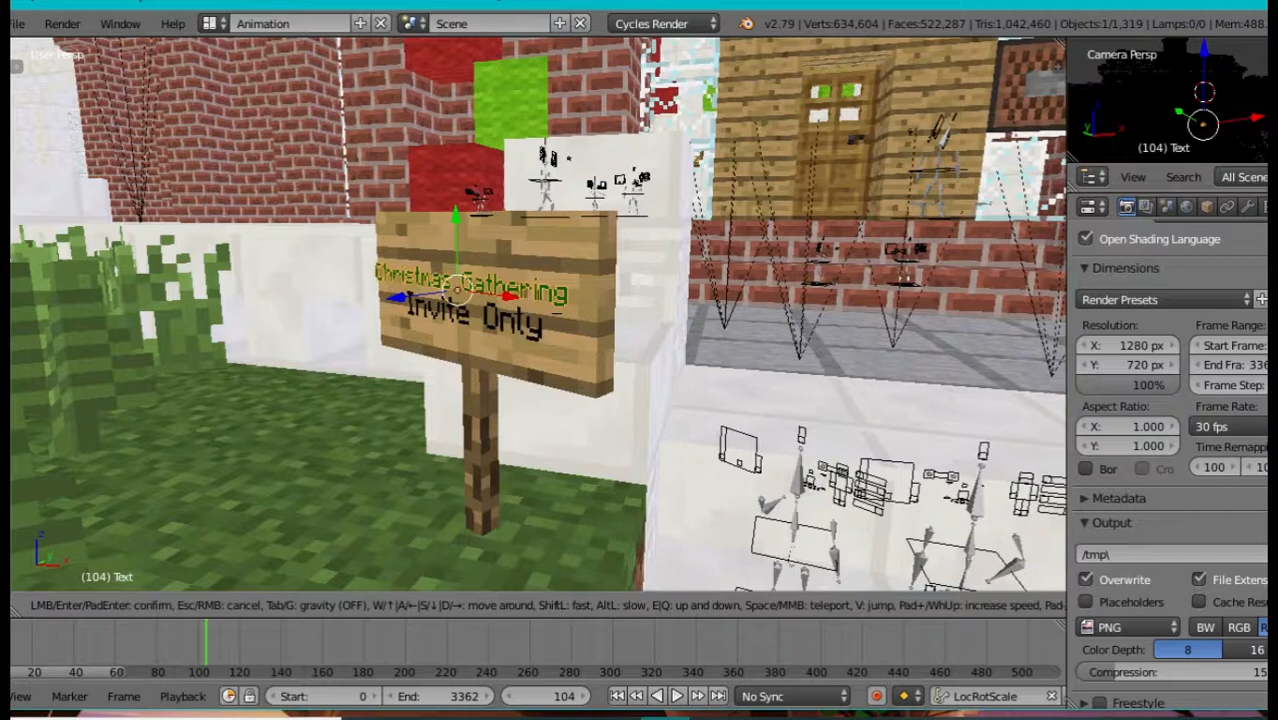 File Render Window Help Animation Scene Cycles Render v2.79 | Verts:634,604 | Faces:522,287 | Tris:1,042,460 | Objects:1/1,319 | Lamps:0/0 | Mem:488.
User Persp
Camera Persp
(104) Text
View Search All Scene
Open Shading Language
Dimensions
Render Presets
Resolution: Frame Range:
X: 1280 px Start Frame:
Y: 720 px End Fra: 336
100% Frame Step:
Aspect Ratio: Frame Rate:
X: 1.000 30 fps
Y: 1.000 Time Remapping
Bor Cro 100
Metadata
Output
/tmp\
Overwrite File Extens
Placeholders Cache Res
PNG BW RGB R
Color Depth: 8 16
Compression: 15
Freestyle
Christmas Gathering
Invite Only
(104) Text
LMB/Enter/PadEnter: confirm, Esc/RMB: cancel, Tab/G: gravity (OFF), W/↑|A/←|S/↓|D/→: move around, ShiftL: fast, AltL: slow, E|Q: up and down, Space/MMB: teleport, V: jump, Pad+/WhUp: increase speed, Pad-
20 40 60 80 100 120 140 160 180 200 220 240 260 280 300 320 340 360 380 400 420 440 460 480 500
View Marker Frame Playback Start: 0 End: 3362 104 No Sync LocRotScale